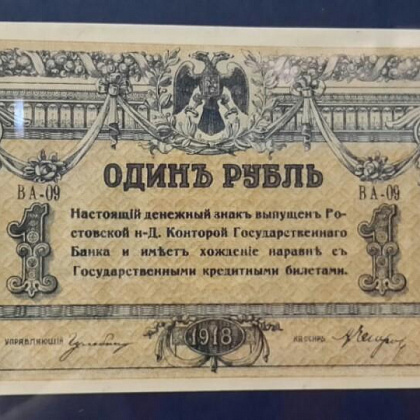 ОДИНЪ РУБЛЬ
ВА-09 ВА-09
Настоящій денежный знакъ выпущенъ Ро-
стовской н-Д. Конторой Государственнаго
Банка и имѣетъ хожденіе наравнѣ съ
Государственными кредитными билетами.
1 1
УПРАВЛЯЮЩІЙ КАССИРЪ
1918